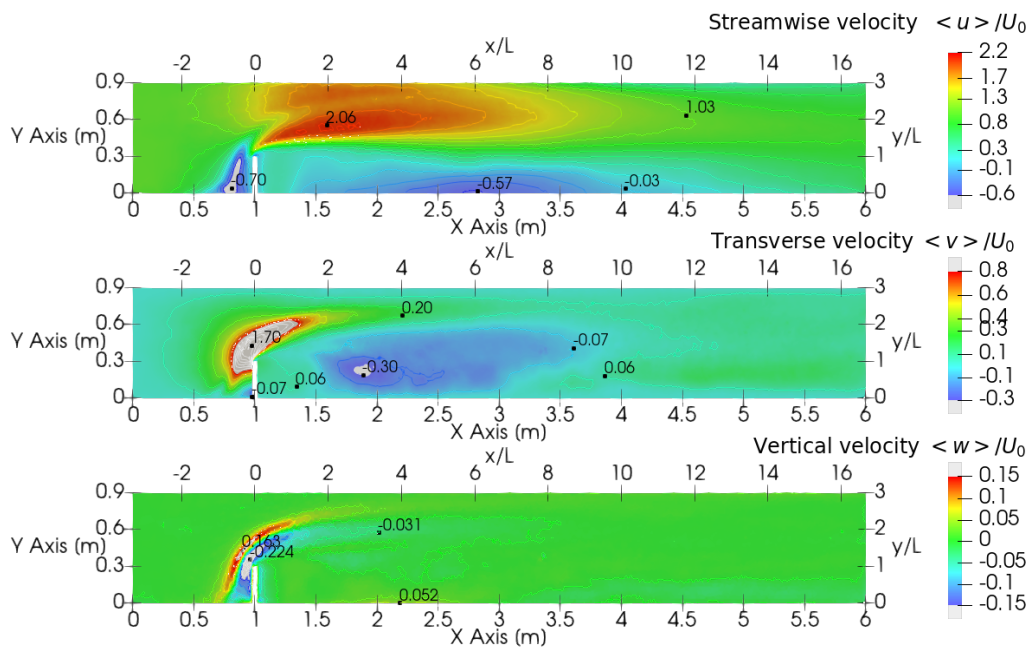 Streamwise velocity <u>/U0
x/L
-2 0 2 4 6 8 10 12 14 16
2.2
1.7
1.3
0.8
0.3
-0.1
-0.6
0.9
0.6
0.3
0
Y Axis (m)
2.06
1.03
-0.70
-0.57
-0.03
3
2
1
0
y/L
0 0.5 1 1.5 2 2.5 3 3.5 4 4.5 5 5.5 6
X Axis (m)
Transverse velocity <v>/U0
x/L
-2 0 2 4 6 8 10 12 14 16
0.8
0.6
0.4
0.2
0.1
-0.1
-0.3
0.9
0.6
0.3
0
Y Axis (m)
0.20
1.70
-0.07
-0.30
0.06
0.06
-0.07
3
2
1
0
y/L
0 0.5 1 1.5 2 2.5 3 3.5 4 4.5 5 5.5 6
X Axis (m)
Vertical velocity <w>/U0
x/L
-2 0 2 4 6 8 10 12 14 16
0.15
0.10
0.05
0
-0.05
-0.10
-0.15
0.9
0.6
0.3
0
Y Axis (m)
-0.031
0.163
-0.224
0.052
3
2
1
0
y/L
0 0.5 1 1.5 2 2.5 3 3.5 4 4.5 5 5.5 6
X Axis (m)